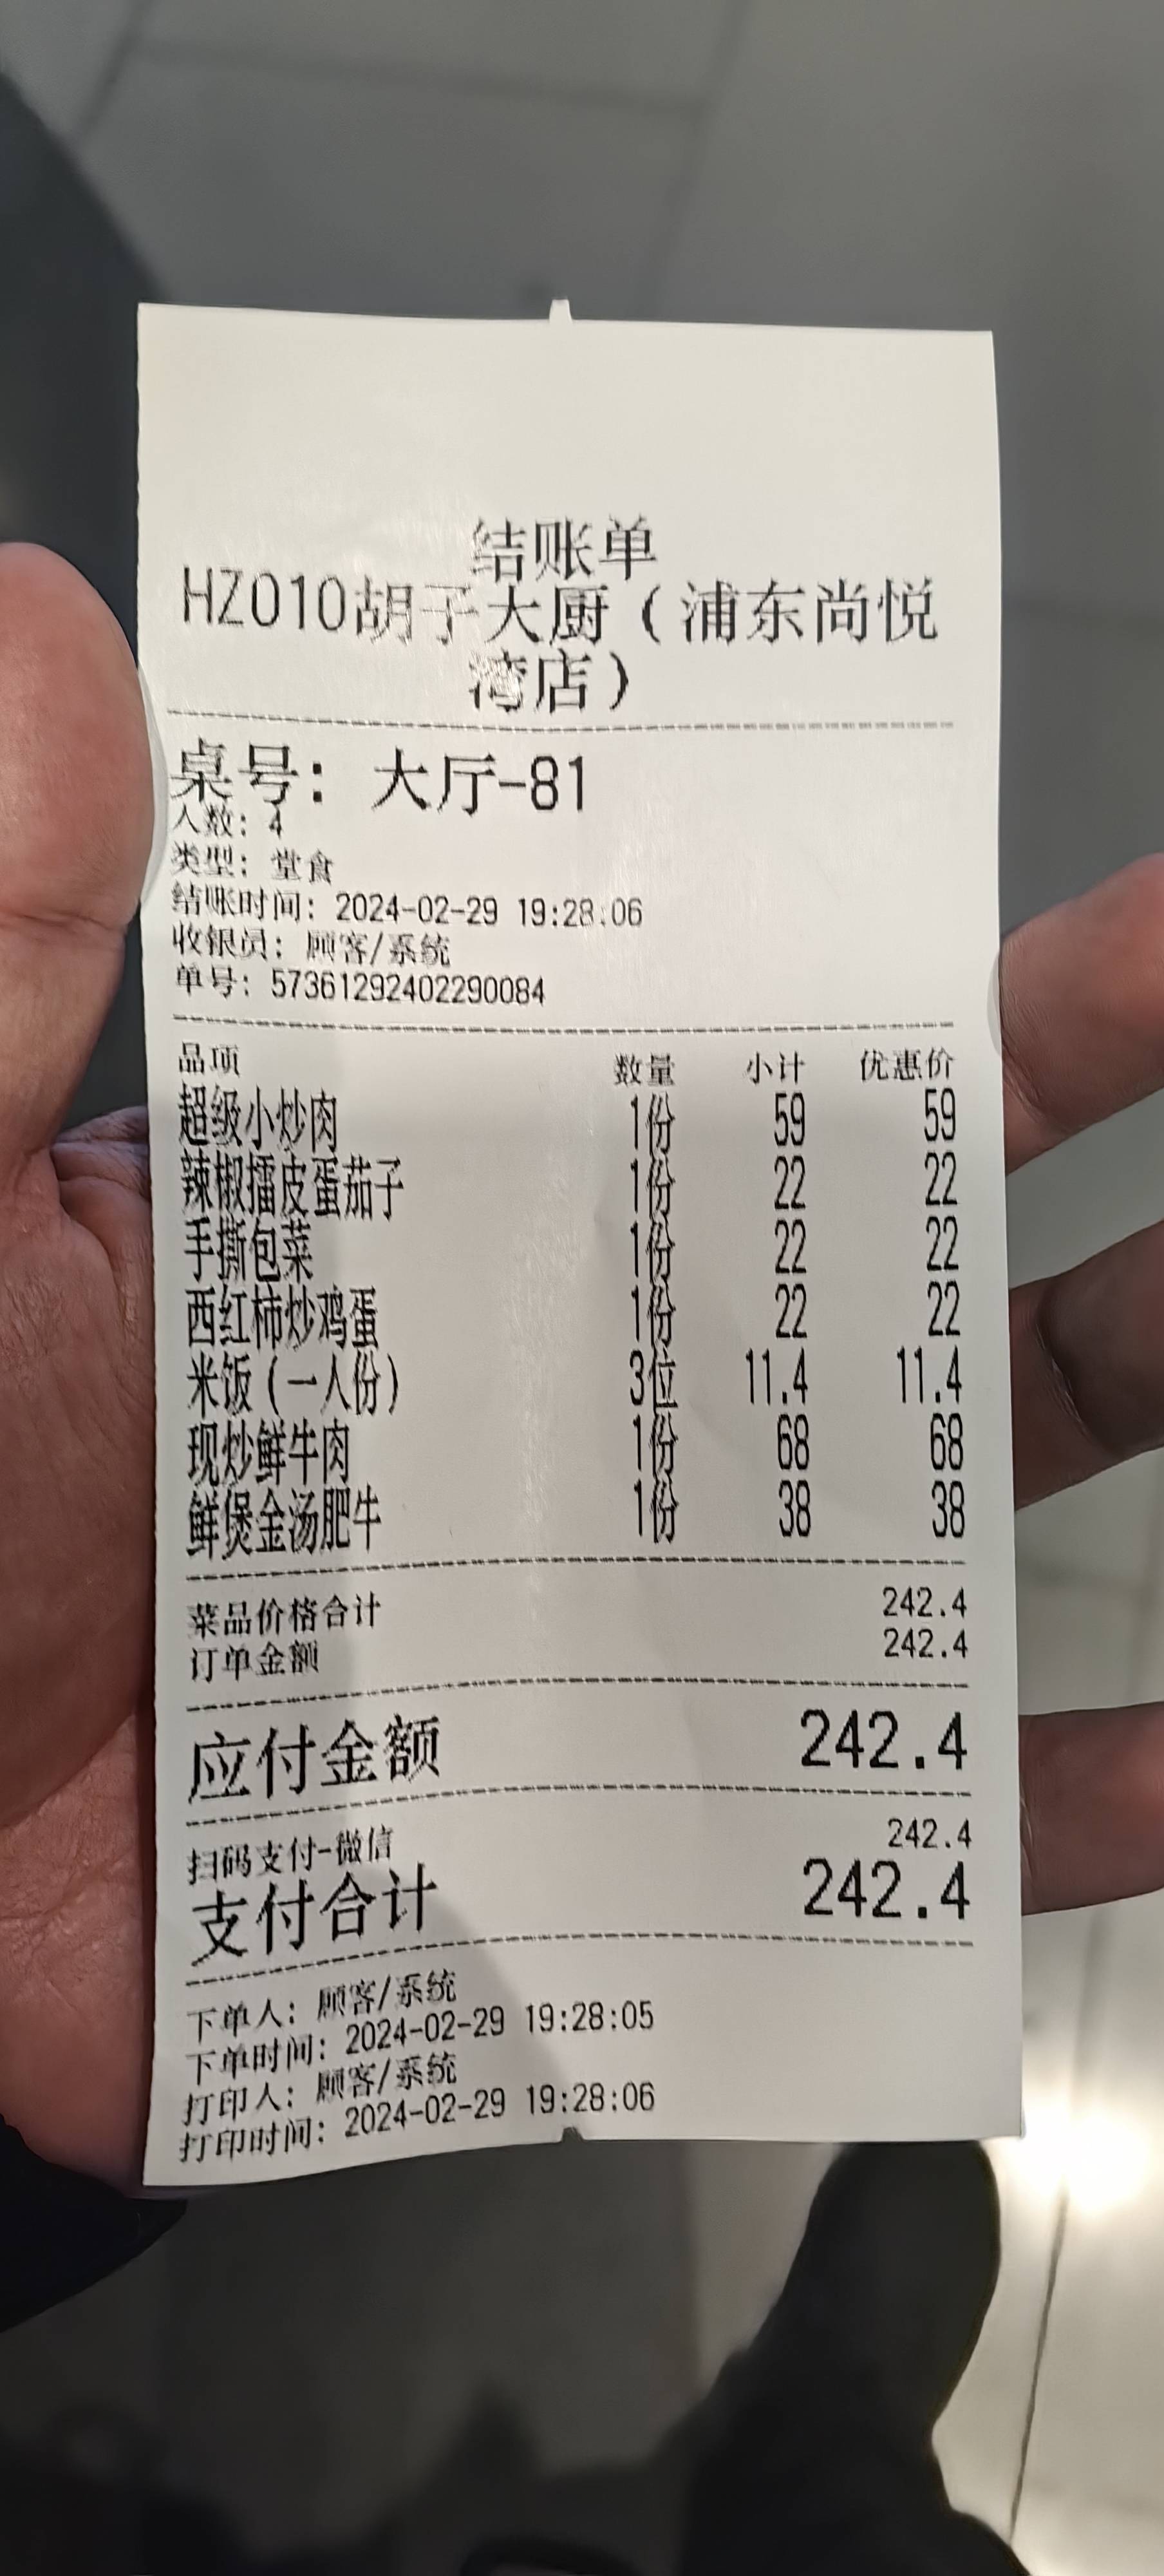 结账单
HZ010胡子大厨（浦东尚悦
湾店）
桌号：大厅-81
人数：4
类型：堂食
结账时间：2024-02-29 19:28:06
收银员：顾客/系统
单号：57361292402290084
品项 数量 小计 优惠价
超级小炒肉 1份 59 59
辣椒擂皮蛋茄子 1份 22 22
手撕包菜 1份 22 22
西红柿炒鸡蛋 1份 22 22
米饭（一人份） 3位 11.4 11.4
现炒鲜牛肉 1份 68 68
鲜煲金汤肥牛 1份 38 38
菜品价格合计 242.4
订单金额 242.4
应付金额 242.4
扫码支付-微信 242.4
支付合计 242.4
下单人：顾客/系统
下单时间：2024-02-29 19:28:05
打印人：顾客/系统
打印时间：2024-02-29 19:28:06